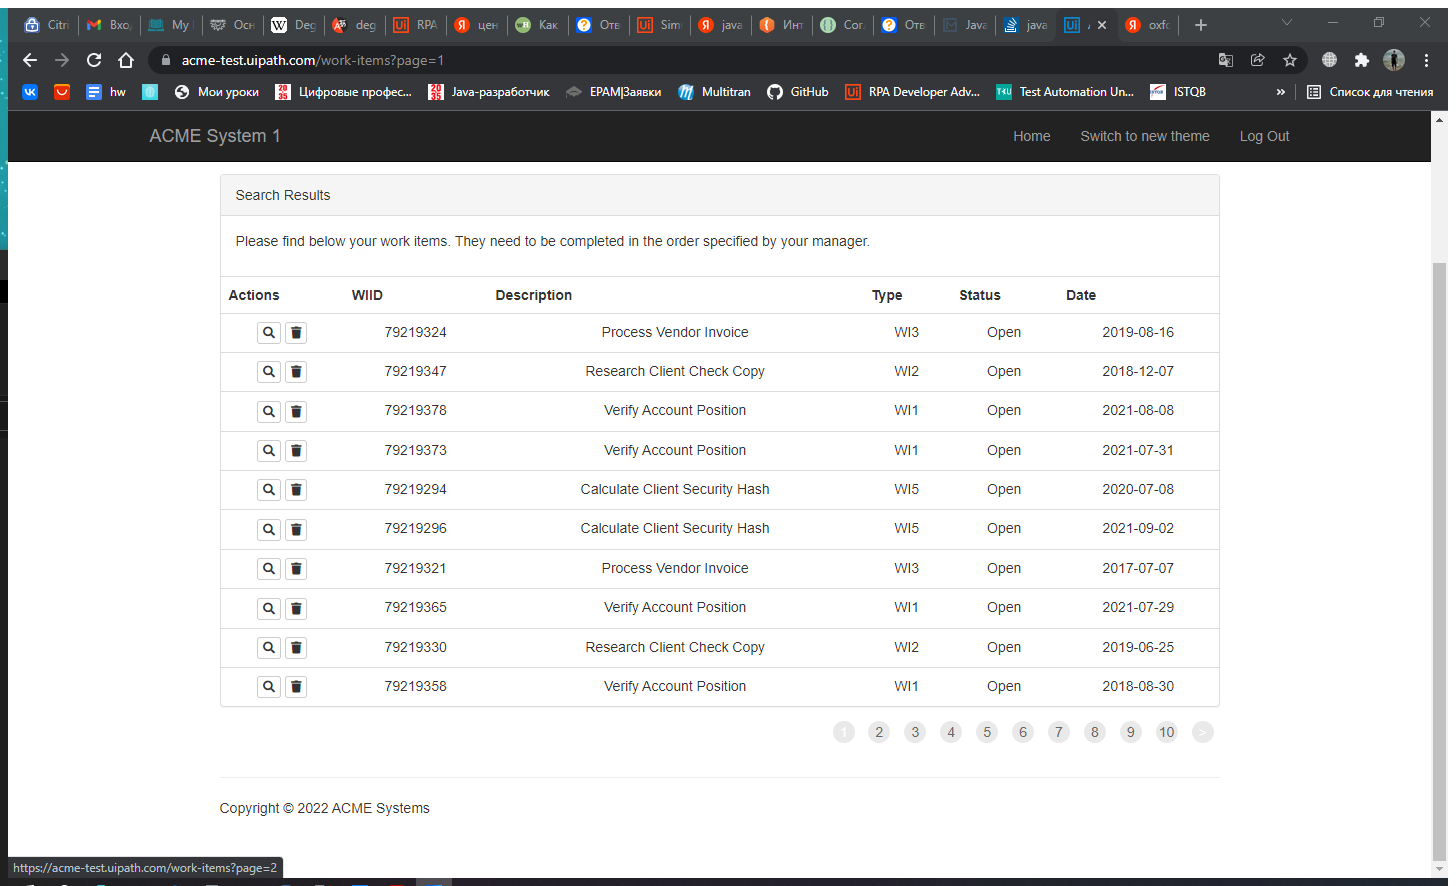 Citri Вхо, My Осн Deg deg RPA цен Как Отв Sim java Инт Cor. Отв Java java oxfc
acme-test.uipath.com/work-items?page=1
hw Мои уроки Цифровые профес... Java-разработчик EPAM|Заявки Multitran GitHub RPA Developer Adv... Test Automation Un... ISTQB » Список для чтения
ACME System 1 Home Switch to new theme Log Out
Search Results
Please find below your work items. They need to be completed in the order specified by your manager.
Actions WIID Description Type Status Date
79219324 Process Vendor Invoice WI3 Open 2019-08-16
79219347 Research Client Check Copy WI2 Open 2018-12-07
79219378 Verify Account Position WI1 Open 2021-08-08
79219373 Verify Account Position WI1 Open 2021-07-31
79219294 Calculate Client Security Hash WI5 Open 2020-07-08
79219296 Calculate Client Security Hash WI5 Open 2021-09-02
79219321 Process Vendor Invoice WI3 Open 2017-07-07
79219365 Verify Account Position WI1 Open 2021-07-29
79219330 Research Client Check Copy WI2 Open 2019-06-25
79219358 Verify Account Position WI1 Open 2018-08-30
1 2 3 4 5 6 7 8 9 10 >
Copyright © 2022 ACME Systems
https://acme-test.uipath.com/work-items?page=2